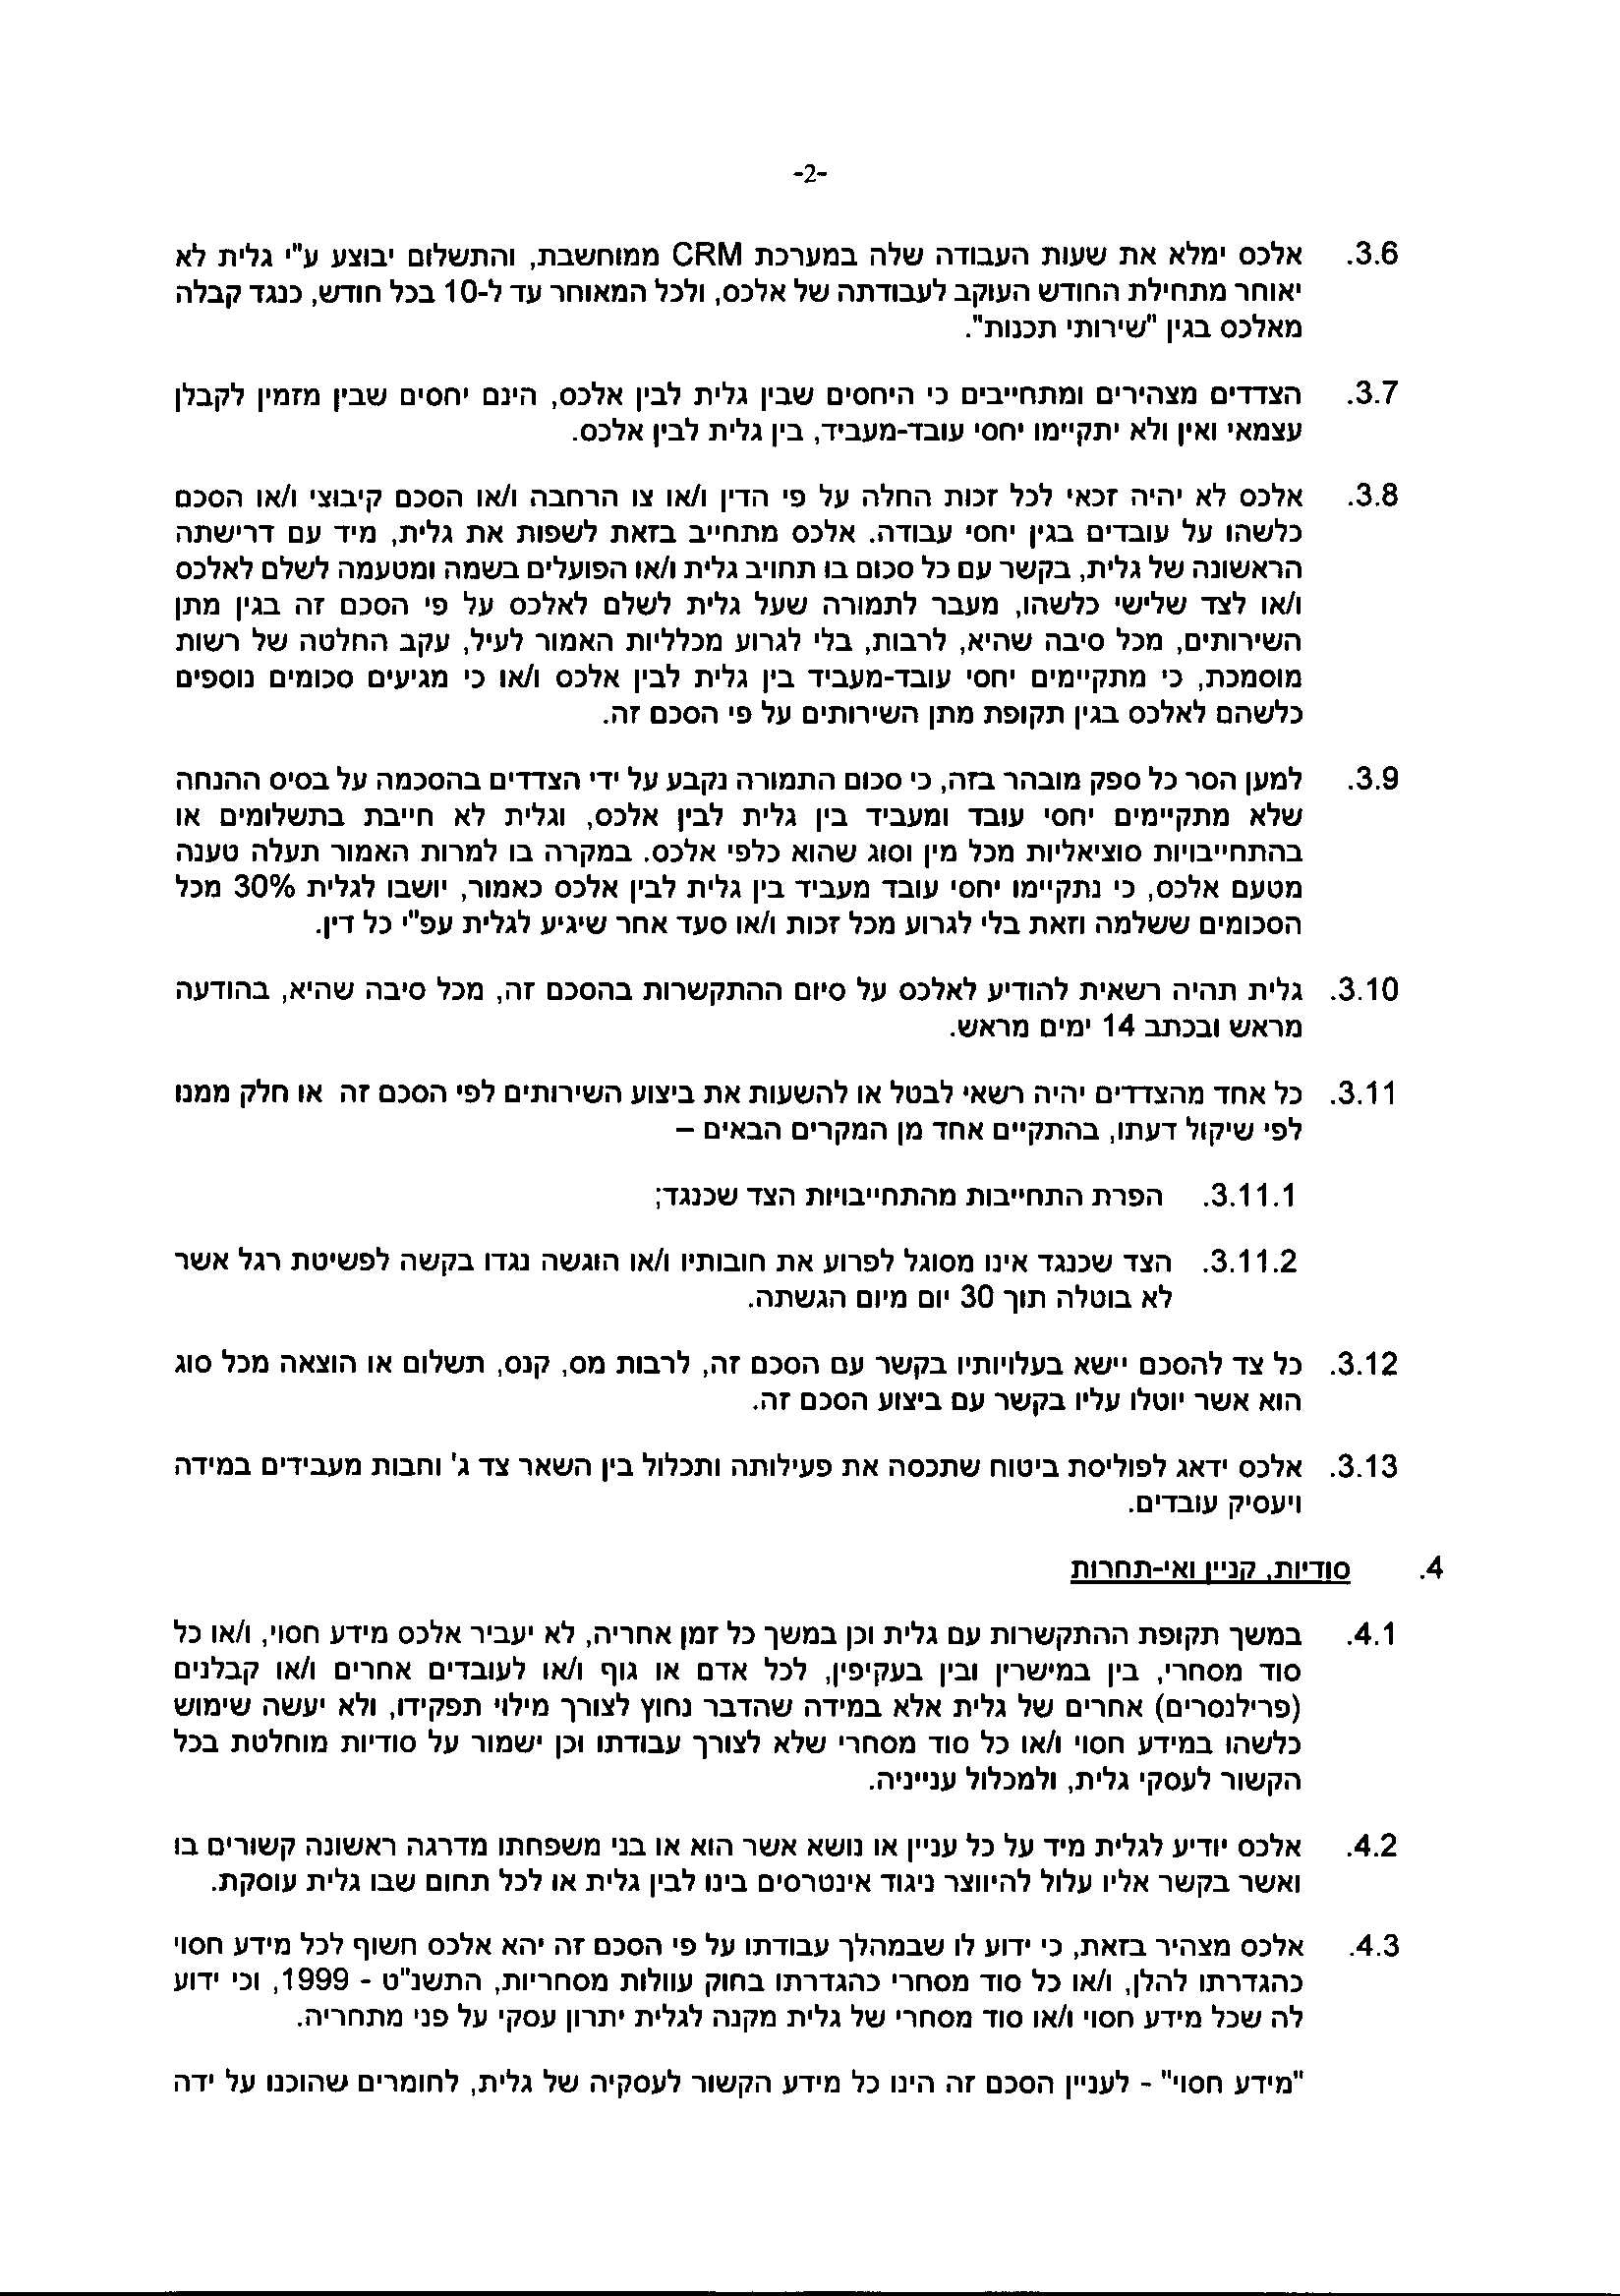 -2-
3.6. אלכס ימלא את שעות העבודה שלה במערכת CRM ממוחשבת, והתשלום יבוצע ע"י גלית לא
יאוחר מתחילת החודש העוקב לעבודתה של אלכס, ולכל המאוחר עד ל-10 בכל חודש, כנגד קבלה
מאלכס בגין "שירותי תכנות".
3.7. הצדדים מצהירים ומתחייבים כי היחסים שבין גלית לבין אלכס, הינם יחסים שבין מזמין לקבלן
עצמאי ואין ולא יתקיימו יחסי עובד-מעביד, בין גלית לבין אלכס.
3.8. אלכס לא יהיה זכאי לכל זכות החלה על פי הדין ו/או צו הרחבה ו/או הסכם קיבוצי ו/או הסכם
כלשהו על עובדים בגין יחסי עבודה. אלכס מתחייב בזאת לשפות את גלית, מיד עם דרישתה
הראשונה של גלית, בקשר עם כל סכום בו תחויב גלית ו/או הפועלים בשמה ומטעמה לשלם לאלכס
ו/או לצד שלישי כלשהו, מעבר לתמורה שעל גלית לשלם לאלכס על פי הסכם זה בגין מתן
השירותים, מכל סיבה שהיא, לרבות, בלי לגרוע מכלליות האמור לעיל, עקב החלטה של רשות
מוסמכת, כי מתקיימים יחסי עובד-מעביד בין גלית לבין אלכס ו/או כי מגיעים סכומים נוספים
כלשהם לאלכס בגין תקופת מתן השירותים על פי הסכם זה.
3.9. למען הסר כל ספק מובהר בזה, כי סכום התמורה נקבע על ידי הצדדים בהסכמה על בסיס ההנחה
שלא מתקיימים יחסי עובד ומעביד בין גלית לבין אלכס, וגלית לא חייבת בתשלומים או
בהתחייבויות סוציאליות מכל מין וסוג שהוא כלפי אלכס. במקרה בו למרות האמור תעלה טענה
מטעם אלכס, כי נתקיימו יחסי עובד מעביד בין גלית לבין אלכס כאמור, יושבו לגלית 30% מכל
הסכומים ששלמה וזאת בלי לגרוע מכל זכות ו/או סעד אחר שיגיע לגלית עפ"י כל דין.
3.10. גלית תהיה רשאית להודיע לאלכס על סיום ההתקשרות בהסכם זה, מכל סיבה שהיא, בהודעה
מראש ובכתב 14 ימים מראש.
3.11. כל אחד מהצדדים יהיה רשאי לבטל או להשעות את ביצוע השירותים לפי הסכם זה או חלק ממנו
לפי שיקול דעתו, בהתקיים אחד מן המקרים הבאים –
3.11.1. הפרת התחייבות מהתחייבויות הצד שכנגד;
3.11.2. הצד שכנגד אינו מסוגל לפרוע את חובותיו ו/או הוגשה נגדו בקשה לפשיטת רגל אשר
לא בוטלה תוך 30 יום מיום הגשתה.
3.12. כל צד להסכם יישא בעלויותיו בקשר עם הסכם זה, לרבות מס, קנס, תשלום או הוצאה מכל סוג
הוא אשר יוטלו עליו בקשר עם ביצוע הסכם זה.
3.13. אלכס ידאג לפוליסת ביטוח שתכסה את פעילותה ותכלול בין השאר צד ג' וחבות מעבידים במידה
ויעסיק עובדים.
4. סודיות, קניין ואי-תחרות
4.1. במשך תקופת ההתקשרות עם גלית וכן במשך כל זמן אחריה, לא יעביר אלכס מידע חסוי, ו/או כל
סוד מסחרי, בין במישרין ובין בעקיפין, לכל אדם או גוף ו/או לעובדים אחרים ו/או קבלנים
(פרילנסרים) אחרים של גלית אלא במידה שהדבר נחוץ לצורך מילוי תפקידו, ולא יעשה שימוש
כלשהו במידע חסוי ו/או כל סוד מסחרי שלא לצורך עבודתו וכן ישמור על סודיות מוחלטת בכל
הקשור לעסקי גלית, ולמכלול ענייניה.
4.2. אלכס יודיע לגלית מיד על כל עניין או נושא אשר הוא או בני משפחתו מדרגה ראשונה קשורים בו
ואשר בקשר אליו עלול להיווצר ניגוד אינטרסים בינו לבין גלית או לכל תחום שבו גלית עוסקת.
4.3. אלכס מצהיר בזאת, כי ידוע לו שבמהלך עבודתו על פי הסכם זה יהא אלכס חשוף לכל מידע חסוי
כהגדרתו להלן, ו/או כל סוד מסחרי כהגדרתו בחוק עוולות מסחריות, התשנ"ט - 1999, וכי ידוע
לה שכל מידע חסוי ו/או סוד מסחרי של גלית מקנה לגלית יתרון עסקי על פני מתחריה.
"מידע חסוי" - לעניין הסכם זה הינו כל מידע הקשור לעסקיה של גלית, לחומרים שהוכנו על ידה